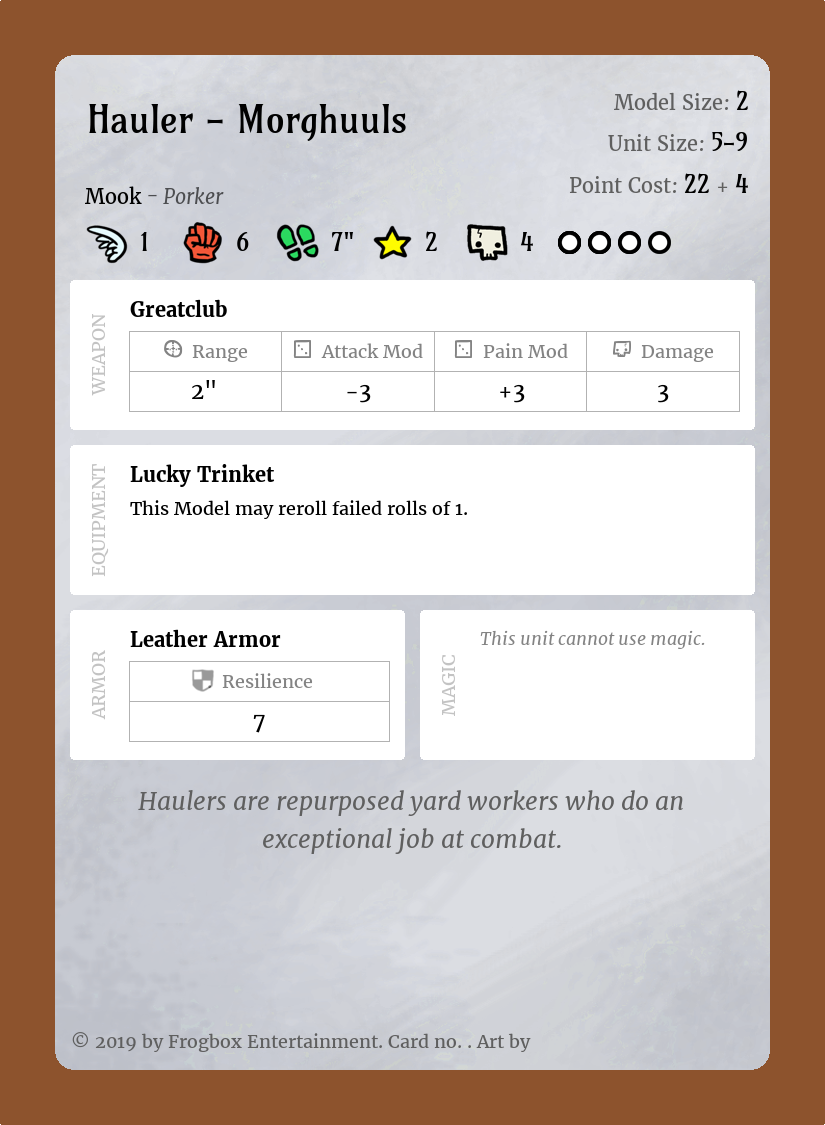 Hauler – Morghuuls
Model Size: 2
Unit Size: 5–9
Point Cost: 22 + 4
Mook – Porker
1 6 7" 2 4
WEAPON
Greatclub
Range Attack Mod Pain Mod Damage
2" -3 +3 3
EQUIPMENT
Lucky Trinket
This Model may reroll failed rolls of 1.
ARMOR
Leather Armor
Resilience
7
MAGIC
This unit cannot use magic.
Haulers are repurposed yard workers who do an
exceptional job at combat.
© 2019 by Frogbox Entertainment. Card no. . Art by